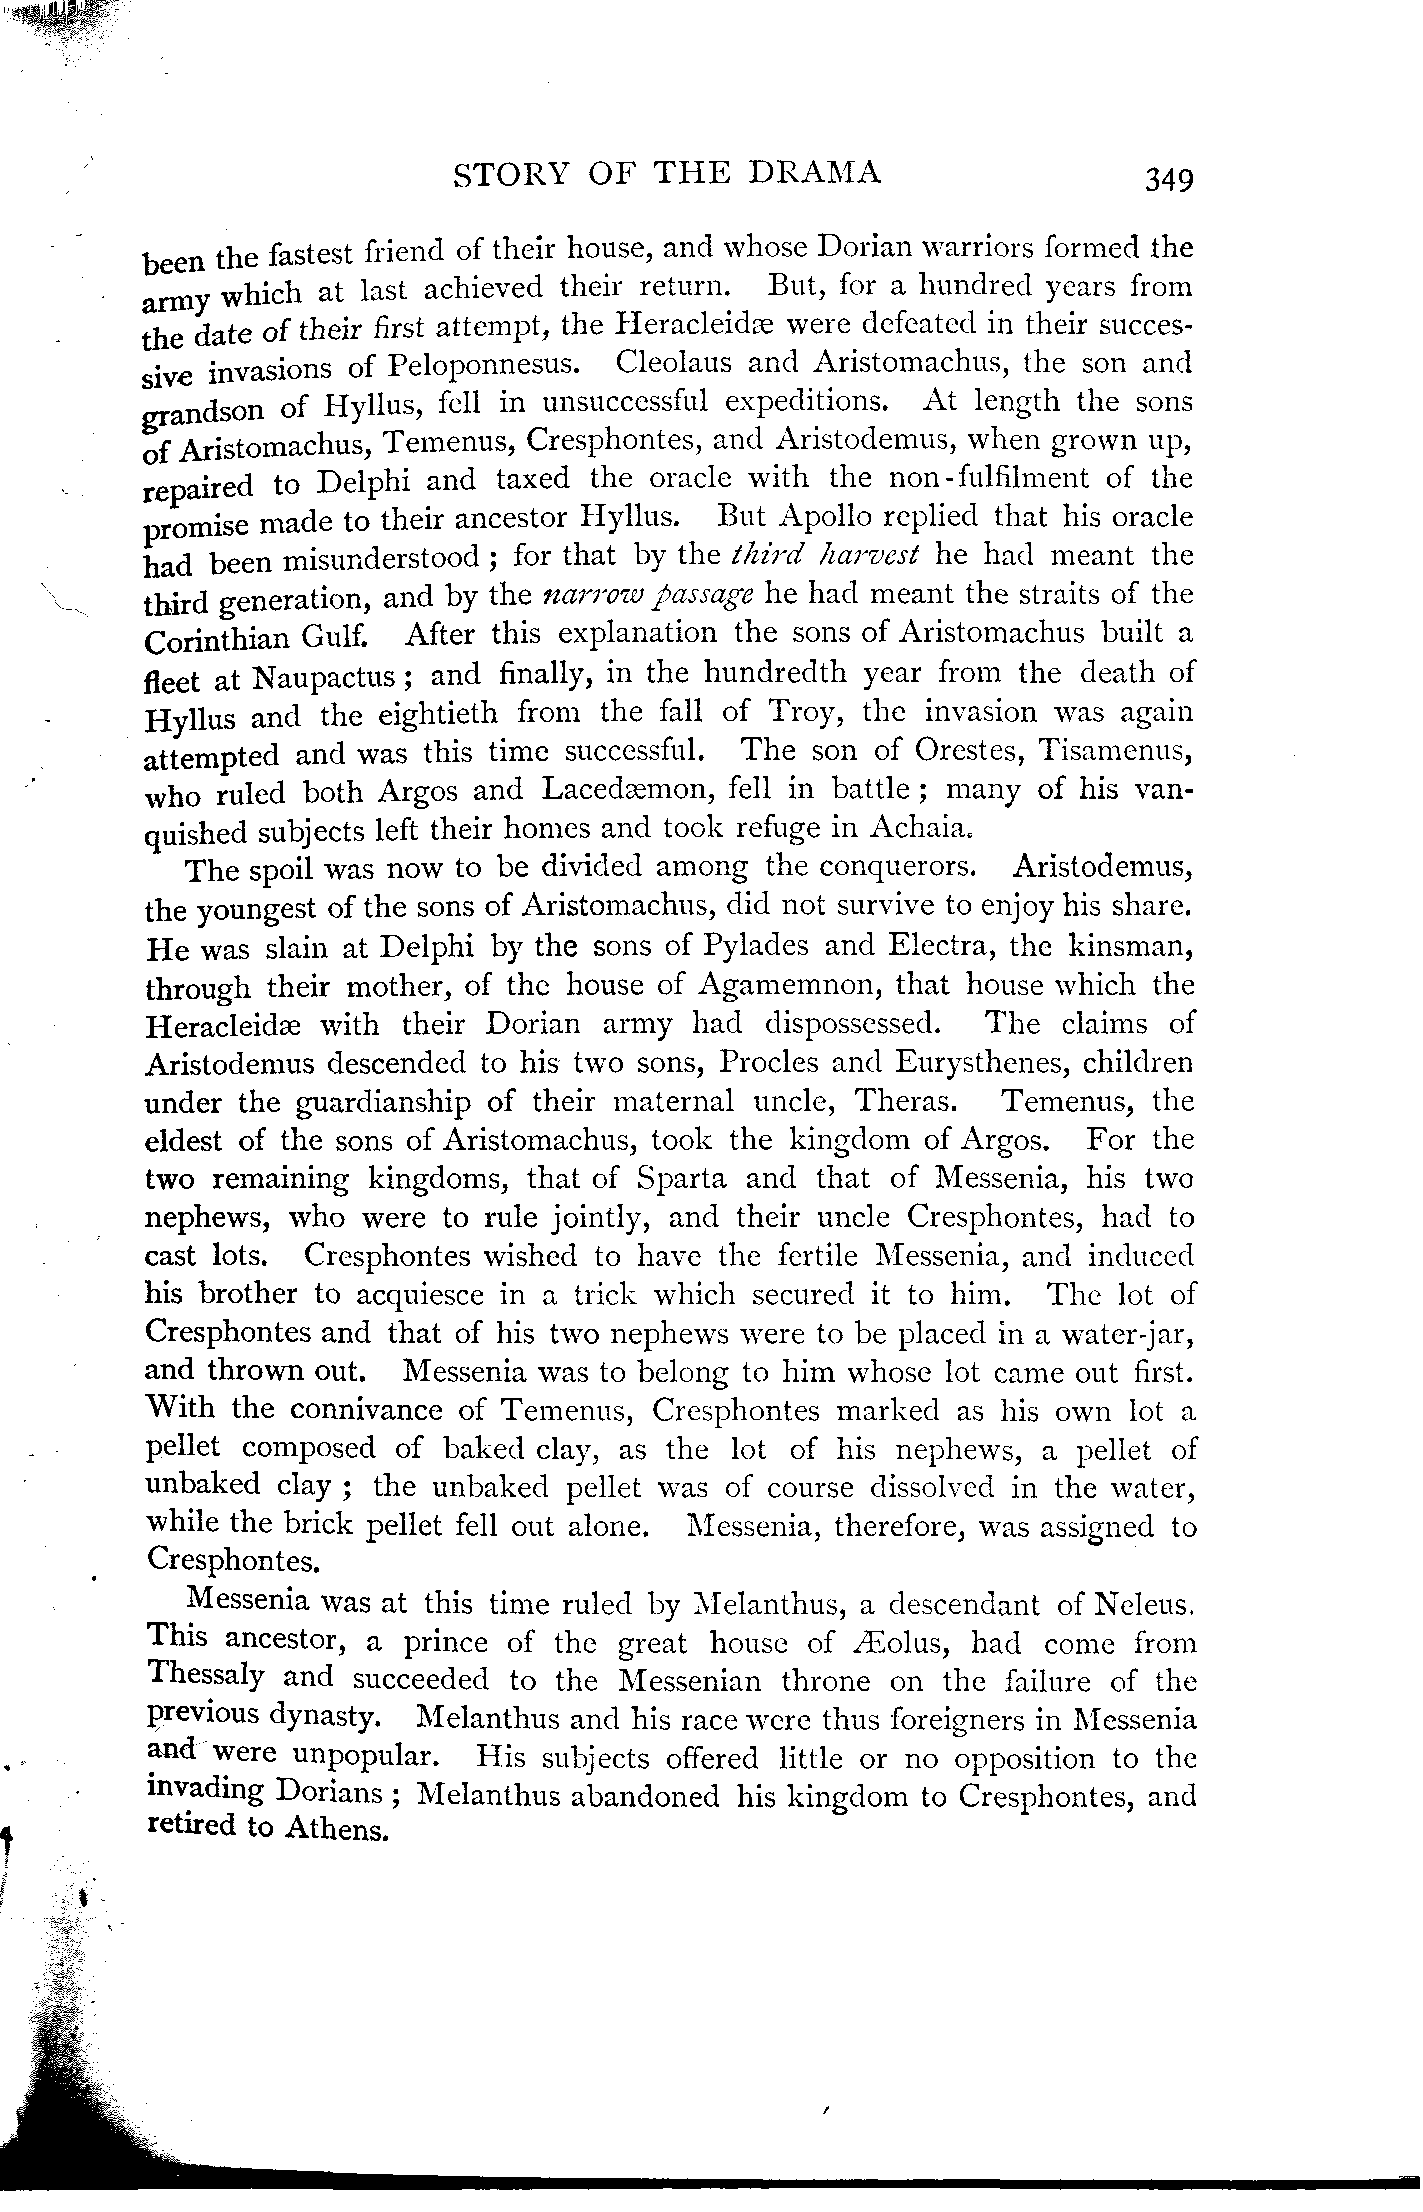 STORY OF THE DRAMA 349
been the fastest friend of their house, and whose Dorian warriors formed the
army which at last achieved their return. But, for a hundred years from
the date of their first attempt, the Heracleidæ were defeated in their succes-
sive invasions of Peloponnesus. Cleolaus and Aristomachus, the son and
grandson of Hyllus, fell in unsuccessful expeditions. At length the sons
of Aristomachus, Temenus, Cresphontes, and Aristodemus, when grown up,
repaired to Delphi and taxed the oracle with the non-fulfilment of the
promise made to their ancestor Hyllus. But Apollo replied that his oracle
had been misunderstood ; for that by the third harvest he had meant the
third generation, and by the narrow passage he had meant the straits of the
Corinthian Gulf. After this explanation the sons of Aristomachus built a
fleet at Naupactus ; and finally, in the hundredth year from the death of
Hyllus and the eightieth from the fall of Troy, the invasion was again
attempted and was this time successful. The son of Orestes, Tisamenus,
who ruled both Argos and Lacedæmon, fell in battle ; many of his van-
quished subjects left their homes and took refuge in Achaia.
The spoil was now to be divided among the conquerors. Aristodemus,
the youngest of the sons of Aristomachus, did not survive to enjoy his share.
He was slain at Delphi by the sons of Pylades and Electra, the kinsman,
through their mother, of the house of Agamemnon, that house which the
Heracleidæ with their Dorian army had dispossessed. The claims of
Aristodemus descended to his two sons, Procles and Eurysthenes, children
under the guardianship of their maternal uncle, Theras. Temenus, the
eldest of the sons of Aristomachus, took the kingdom of Argos. For the
two remaining kingdoms, that of Sparta and that of Messenia, his two
nephews, who were to rule jointly, and their uncle Cresphontes, had to
cast lots. Cresphontes wished to have the fertile Messenia, and induced
his brother to acquiesce in a trick which secured it to him. The lot of
Cresphontes and that of his two nephews were to be placed in a water-jar,
and thrown out. Messenia was to belong to him whose lot came out first.
With the connivance of Temenus, Cresphontes marked as his own lot a
pellet composed of baked clay, as the lot of his nephews, a pellet of
unbaked clay ; the unbaked pellet was of course dissolved in the water,
while the brick pellet fell out alone. Messenia, therefore, was assigned to
Cresphontes.
Messenia was at this time ruled by Melanthus, a descendant of Neleus.
This ancestor, a prince of the great house of Æolus, had come from
Thessaly and succeeded to the Messenian throne on the failure of the
previous dynasty. Melanthus and his race were thus foreigners in Messenia
and were unpopular. His subjects offered little or no opposition to the
invading Dorians ; Melanthus abandoned his kingdom to Cresphontes, and
retired to Athens.